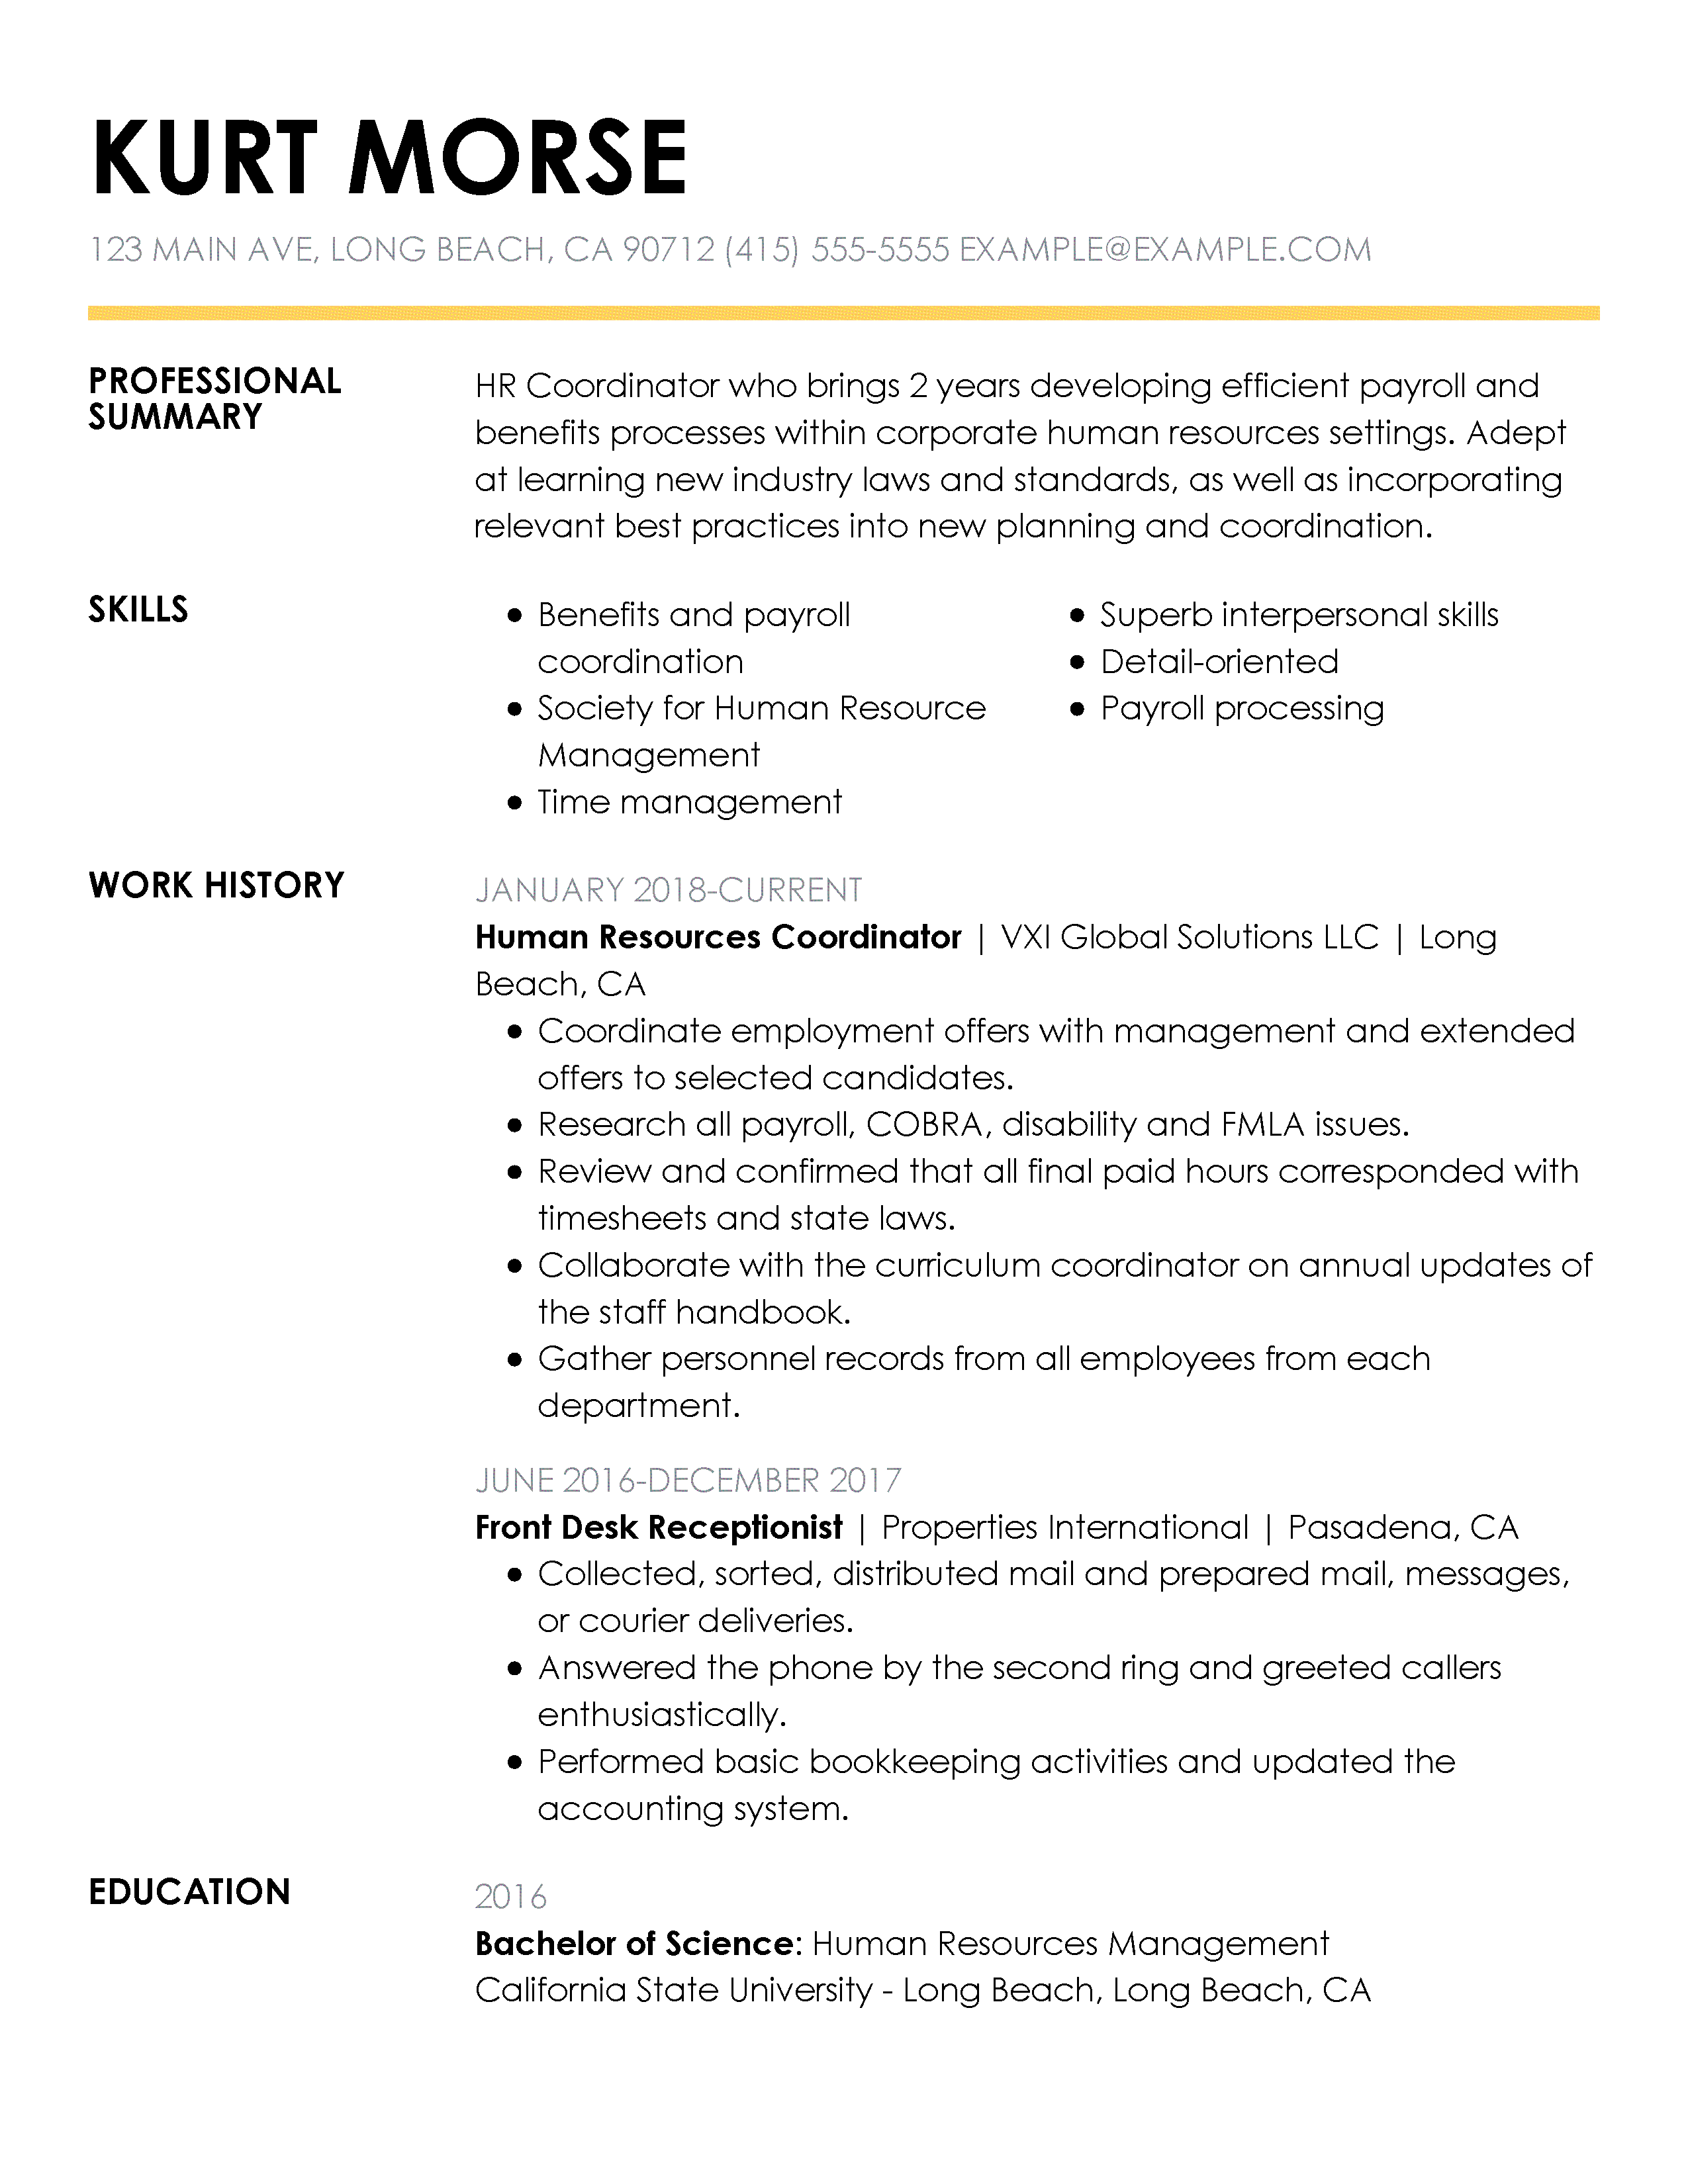 KURT MORSE
123 MAIN AVE, LONG BEACH, CA 90712 (415) 555-5555 EXAMPLE@EXAMPLE.COM
PROFESSIONAL
SUMMARY
HR Coordinator who brings 2 years developing efficient payroll and
benefits processes within corporate human resources settings. Adept
at learning new industry laws and standards, as well as incorporating
relevant best practices into new planning and coordination.
SKILLS
• Benefits and payroll
coordination
• Society for Human Resource
Management
• Time management
• Superb interpersonal skills
• Detail-oriented
• Payroll processing
WORK HISTORY
JANUARY 2018-CURRENT
Human Resources Coordinator | VXI Global Solutions LLC | Long
Beach, CA
• Coordinate employment offers with management and extended
offers to selected candidates.
• Research all payroll, COBRA, disability and FMLA issues.
• Review and confirmed that all final paid hours corresponded with
timesheets and state laws.
• Collaborate with the curriculum coordinator on annual updates of
the staff handbook.
• Gather personnel records from all employees from each
department.
JUNE 2016-DECEMBER 2017
Front Desk Receptionist | Properties International | Pasadena, CA
• Collected, sorted, distributed mail and prepared mail, messages,
or courier deliveries.
• Answered the phone by the second ring and greeted callers
enthusiastically.
• Performed basic bookkeeping activities and updated the
accounting system.
EDUCATION
2016
Bachelor of Science: Human Resources Management
California State University - Long Beach, Long Beach, CA